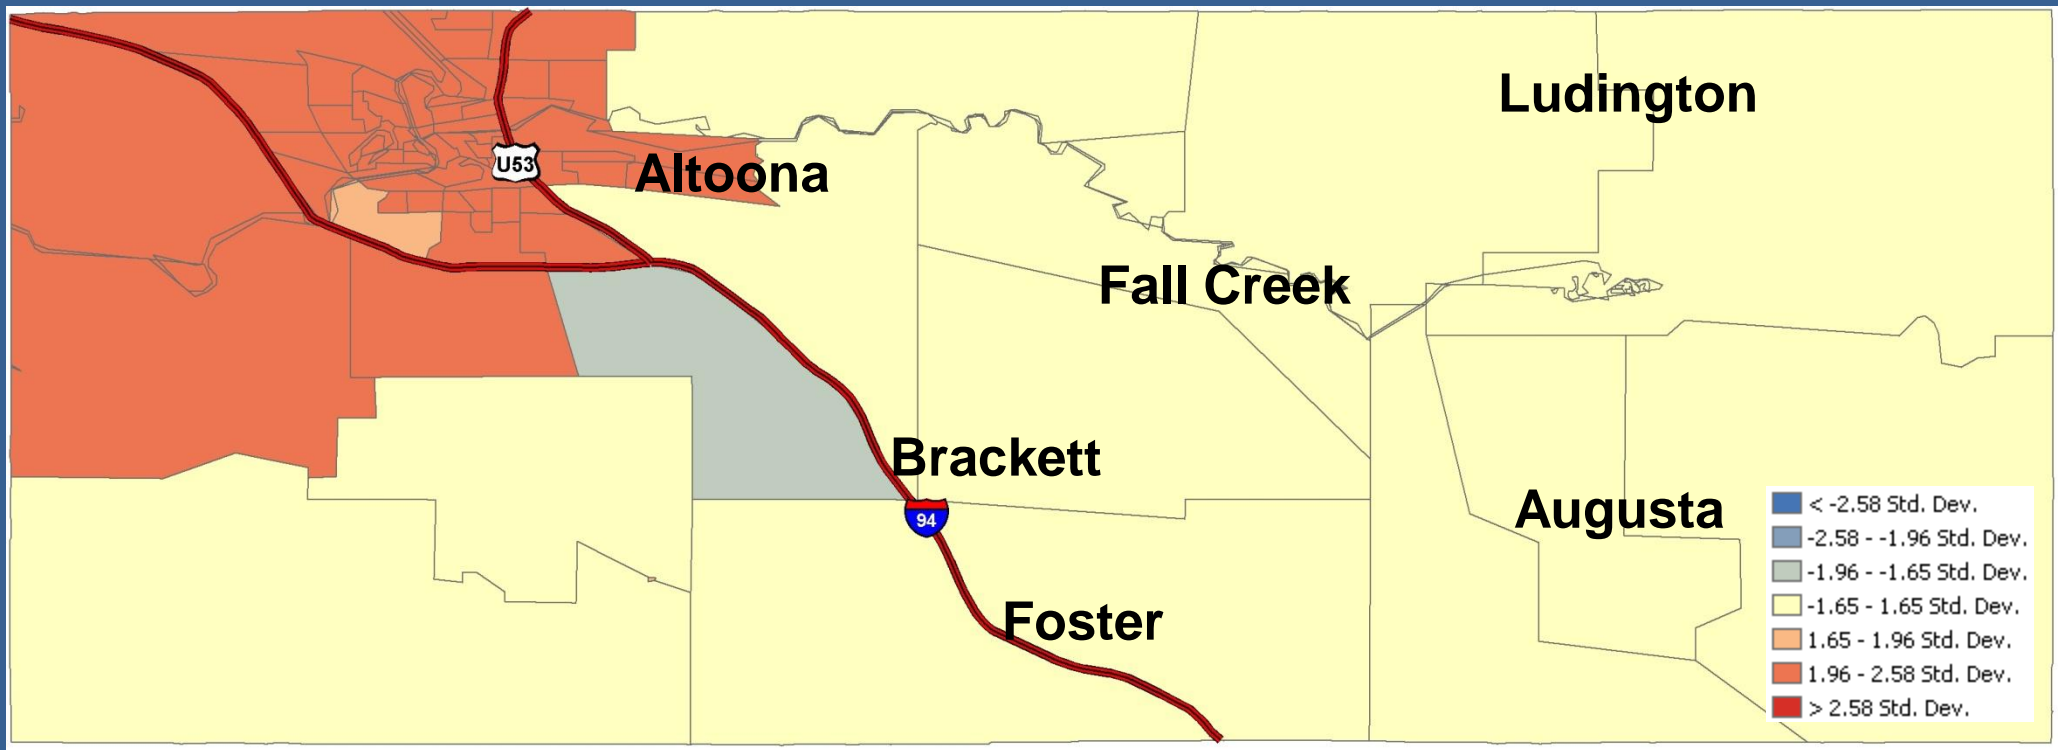 Ludington
U53
Altoona
Fall Creek
Brackett
94
Augusta
Foster
< -2.58 Std. Dev.
-2.58 - -1.96 Std. Dev.
-1.96 - -1.65 Std. Dev.
-1.65 - 1.65 Std. Dev.
1.65 - 1.96 Std. Dev.
1.96 - 2.58 Std. Dev.
> 2.58 Std. Dev.